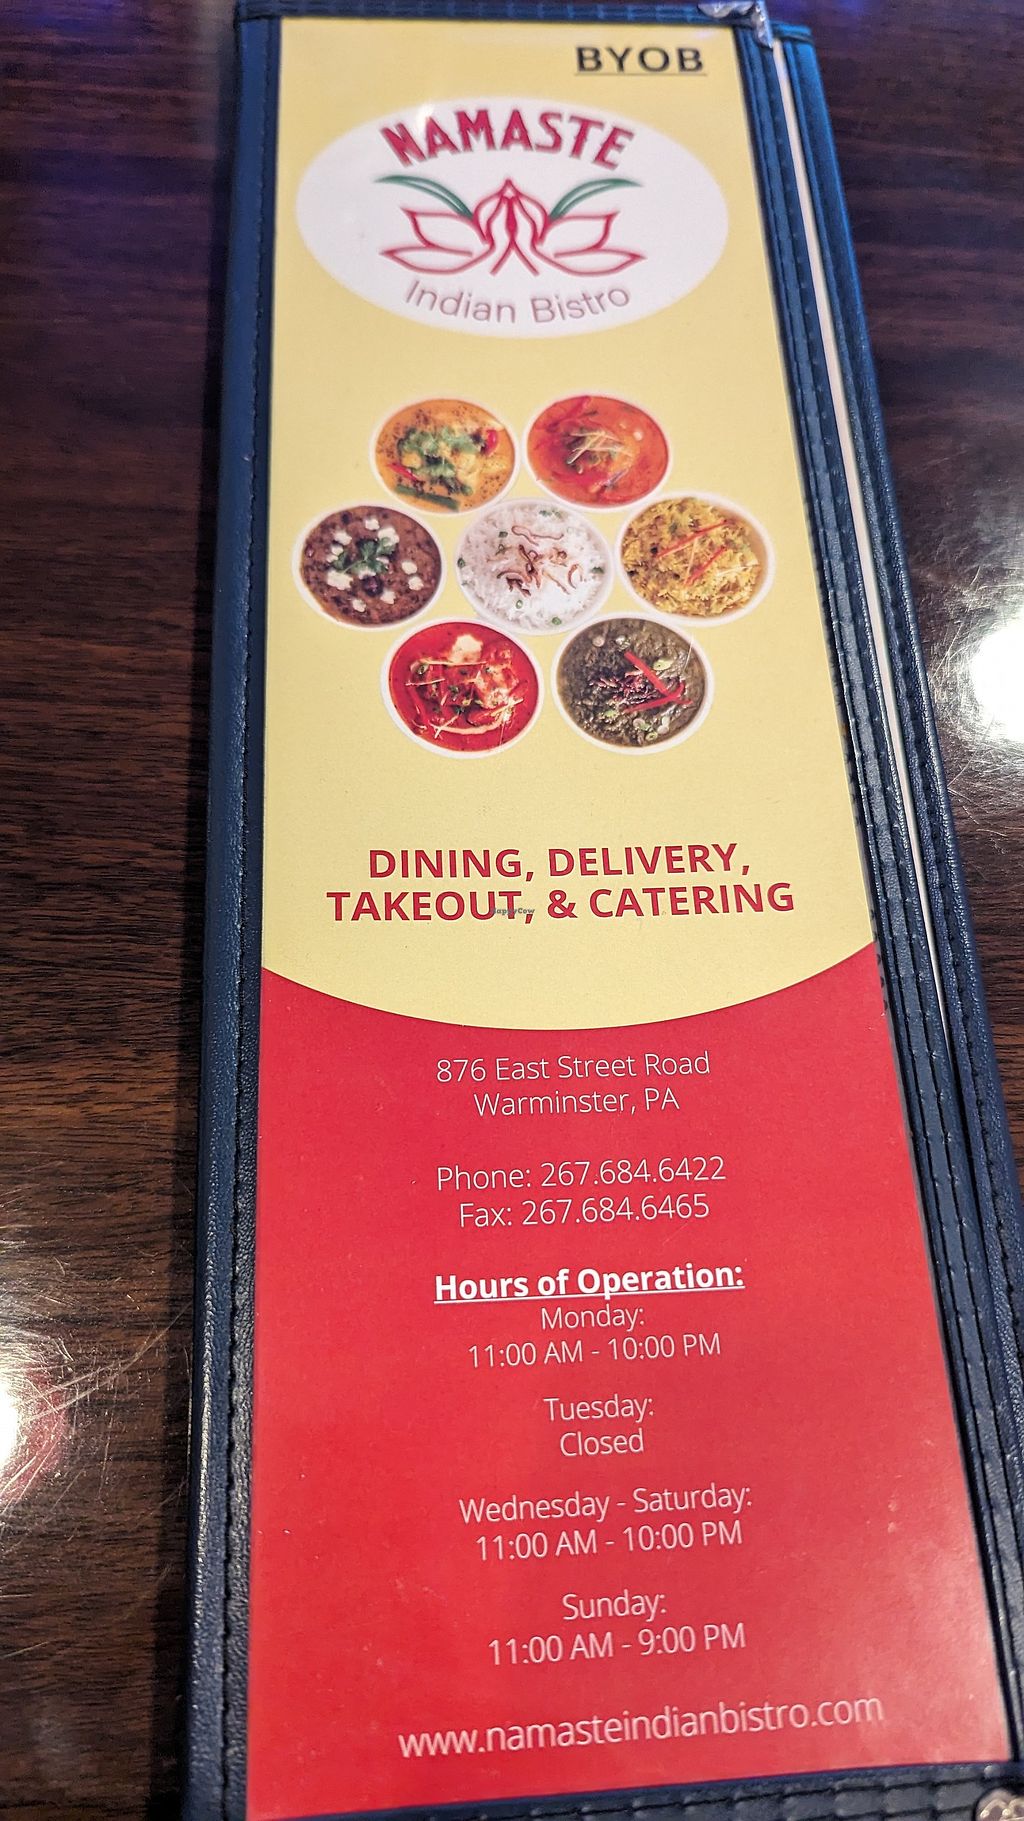 BYOB
NAMASTE
Indian Bistro
DINING, DELIVERY,
TAKEOUT, & CATERING
HappyCow
876 East Street Road
Warminster, PA
Phone: 267.684.6422
Fax: 267.684.6465
Hours of Operation:
Monday:
11:00 AM - 10:00 PM
Tuesday:
Closed
Wednesday - Saturday:
11:00 AM - 10:00 PM
Sunday:
11:00 AM - 9:00 PM
www.namasteindianbistro.com